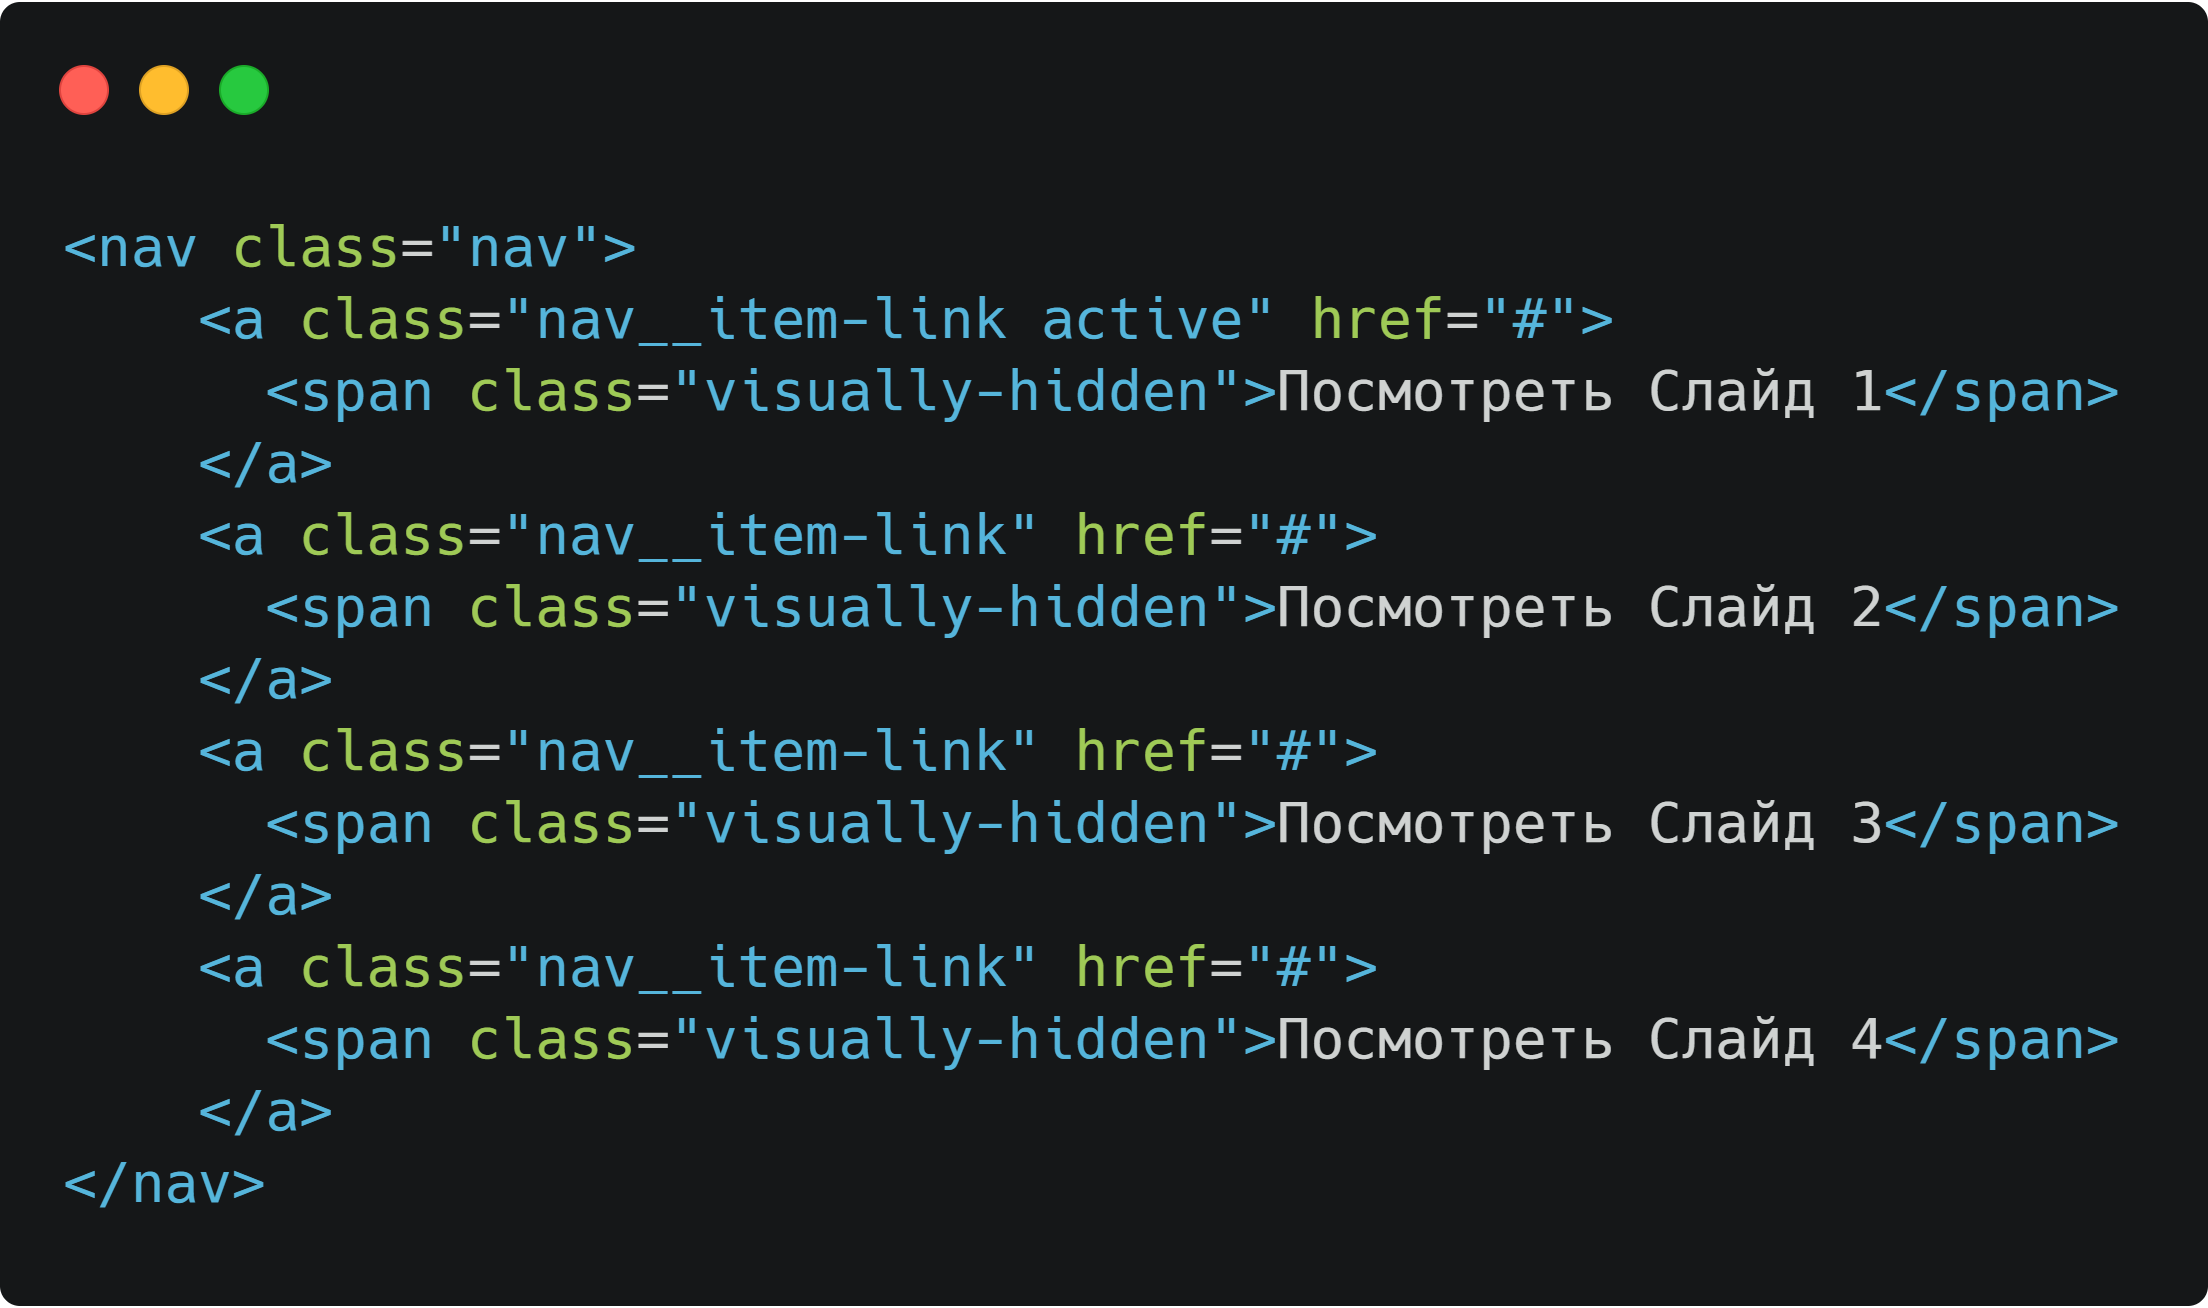 <nav class="nav">
    <a class="nav__item-link active" href="#">
      <span class="visually-hidden">Посмотреть Слайд 1</span>
    </a>
    <a class="nav__item-link" href="#">
      <span class="visually-hidden">Посмотреть Слайд 2</span>
    </a>
    <a class="nav__item-link" href="#">
      <span class="visually-hidden">Посмотреть Слайд 3</span>
    </a>
    <a class="nav__item-link" href="#">
      <span class="visually-hidden">Посмотреть Слайд 4</span>
    </a>
</nav>